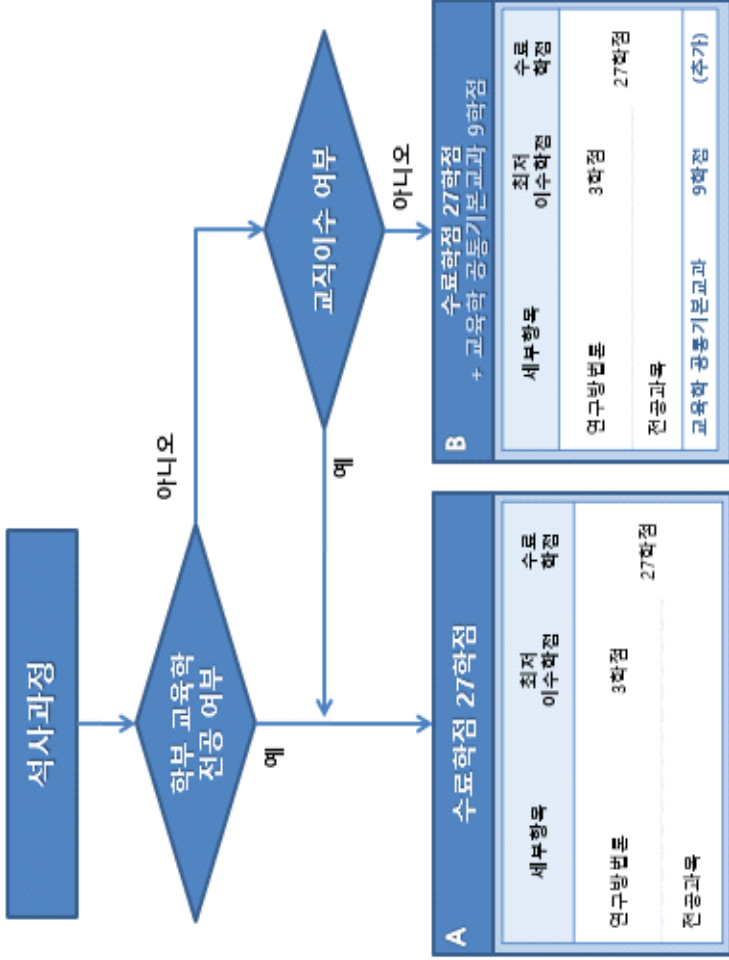 석사과정
학부 교육학
전공 여부
아니오
예
교직이수 여부
예
아니오
A
수료학점 27학점
세부항목
최저
이수학점
수료
학점
연구방법론
3학점
27학점
전공과목
B
수료학점 27학점
+ 교육학 공통기본교과 9학점
세부항목
최저
이수학점
수료
학점
연구방법론
3학점
27학점
전공과목
교육학 공통기본교과
9학점
(추가)